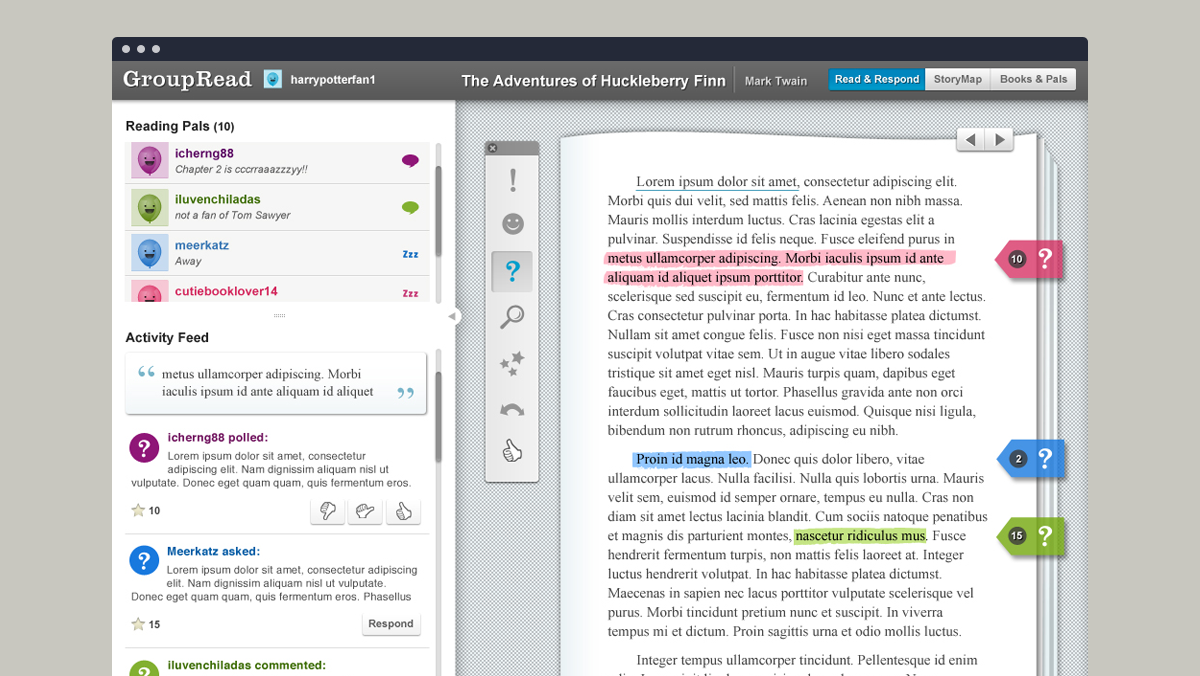 GroupRead
harrypotterfan1
The Adventures of Huckleberry Finn
Mark Twain
Read & Respond
StoryMap
Books & Pals
Reading Pals (10)
icherng88
Chapter 2 is cccrraaazzzyy!!
iluvenchiladas
not a fan of Tom Sawyer
meerkatz
Away
Zzz
cutiebooklover14
Zzz
Activity Feed
“ metus ullamcorper adipiscing. Morbi
iaculis ipsum id ante aliquam id aliquet ”
?
icherng88 polled:
Lorem ipsum dolor sit amet, consectetur
adipiscing elit. Nam dignissim aliquam nisl ut
vulputate. Donec eget quam quam, quis fermentum eros.
10
?
Meerkatz asked:
Lorem ipsum dolor sit amet, consectetur adipiscing
elit. Nam dignissim aliquam nisl ut vulputate.
Donec eget quam quam, quis fermentum eros. Phasellus
15
Respond
?
iluvenchiladas commented:
!
?
Lorem ipsum dolor sit amet, consectetur adipiscing elit.
Morbi quis dui velit, sed mattis felis. Aenean non nibh massa.
Mauris mollis interdum luctus. Cras lacinia egestas elit a
pulvinar. Suspendisse id felis neque. Fusce eleifend purus in
metus ullamcorper adipiscing. Morbi iaculis ipsum id ante
aliquam id aliquet ipsum porttitor. Curabitur ante nunc,
scelerisque sed suscipit eu, fermentum id leo. Nunc et ante lectus.
Cras consectetur pulvinar porta. In hac habitasse platea dictumst.
Nullam sit amet congue felis. Fusce non nisi eget massa tincidunt
suscipit volutpat vitae sem. Ut in augue vitae libero sodales
tristique sit amet eget nisl. Mauris turpis quam, dapibus eget
faucibus eget, mattis ut tortor. Phasellus gravida ante non orci
interdum sollicitudin laoreet lacus euismod. Quisque nisi ligula,
bibendum non rutrum rhoncus, adipiscing eu nibh.
Proin id magna leo. Donec quis dolor libero, vitae
ullamcorper lacus. Nulla facilisi. Nulla quis lobortis urna. Mauris
velit sem, euismod id semper ornare, tempus eu nulla. Cras non
diam sit amet lectus lacinia blandit. Cum sociis natoque penatibus
et magnis dis parturient montes, nascetur ridiculus mus. Fusce
hendrerit fermentum turpis, non mattis felis laoreet at. Integer
luctus hendrerit volutpat. In hac habitasse platea dictumst.
Maecenas in sapien nec lacus porttitor vulputate scelerisque vel
purus. Morbi tincidunt pretium nunc et suscipit. In viverra
tempus mi et dictum. Proin sagittis urna et odio mollis luctus.
Integer tempus ullamcorper tincidunt. Pellentesque id enim
10 ?
2 ?
15 ?